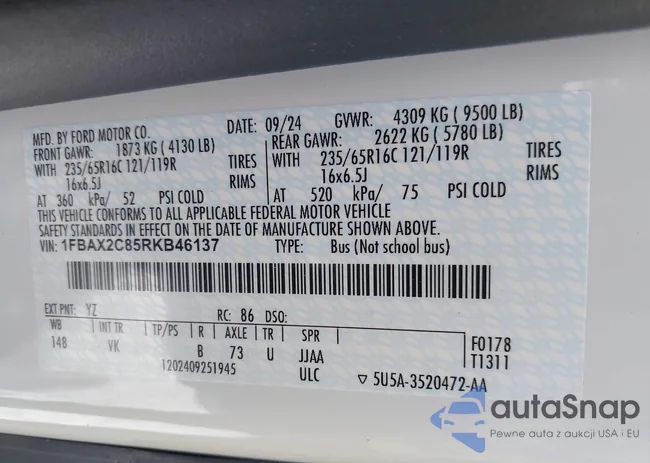 MFD. BY FORD MOTOR CO.
DATE: 09/24
GVWR: 4309 KG ( 9500 LB)
FRONT GAWR: 1873 KG ( 4130 LB)
REAR GAWR: 2622 KG ( 5780 LB)
WITH 235/65R16C 121/119R TIRES
WITH 235/65R16C 121/119R TIRES
16x6.5J RIMS
16x6.5J RIMS
AT 360 kPa/ 52 PSI COLD
AT 520 kPa/ 75 PSI COLD
THIS VEHICLE CONFORMS TO ALL APPLICABLE FEDERAL MOTOR VEHICLE
SAFETY STANDARDS IN EFFECT ON THE DATE OF MANUFACTURE SHOWN ABOVE.
VIN: 1FBAX2C85RKB46137 TYPE: Bus (Not school bus)
EXT PNT: YZ RC: 86 DSO:
WB INT TR TP/PS R AXLE TR SPR
148 VK B 73 U JJAA
F0178
T1311
1202409251945 ULC ▽ 5U5A-3520472-AA
autaSnap
Pewne auta z aukcji USA i EU